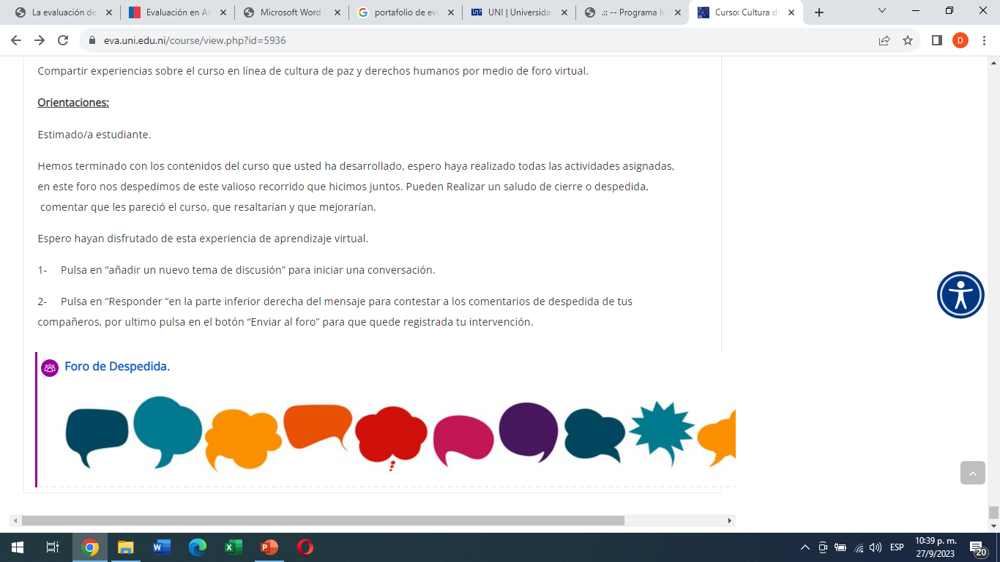 La evaluación de
Evaluación en Ar
Microsoft Word
portafolio de evi
UNI | Universida
.:: -- Programa In
Curso: Cultura d
eva.uni.edu.ni/course/view.php?id=5936
D
Compartir experiencias sobre el curso en línea de cultura de paz y derechos humanos por medio de foro virtual.
Orientaciones:
Estimado/a estudiante.
Hemos terminado con los contenidos del curso que usted ha desarrollado, espero haya realizado todas las actividades asignadas,
en este foro nos despedimos de este valioso recorrido que hicimos juntos. Pueden Realizar un saludo de cierre o despedida,
comentar que les pareció el curso, que resaltarían y que mejorarían.
Espero hayan disfrutado de esta experiencia de aprendizaje virtual.
1- Pulsa en “añadir un nuevo tema de discusión” para iniciar una conversación.
2- Pulsa en “Responder “en la parte inferior derecha del mensaje para contestar a los comentarios de despedida de tus
compañeros, por ultimo pulsa en el botón “Enviar al foro” para que quede registrada tu intervención.
Foro de Despedida.
ESP
10:39 p. m.
27/9/2023
20